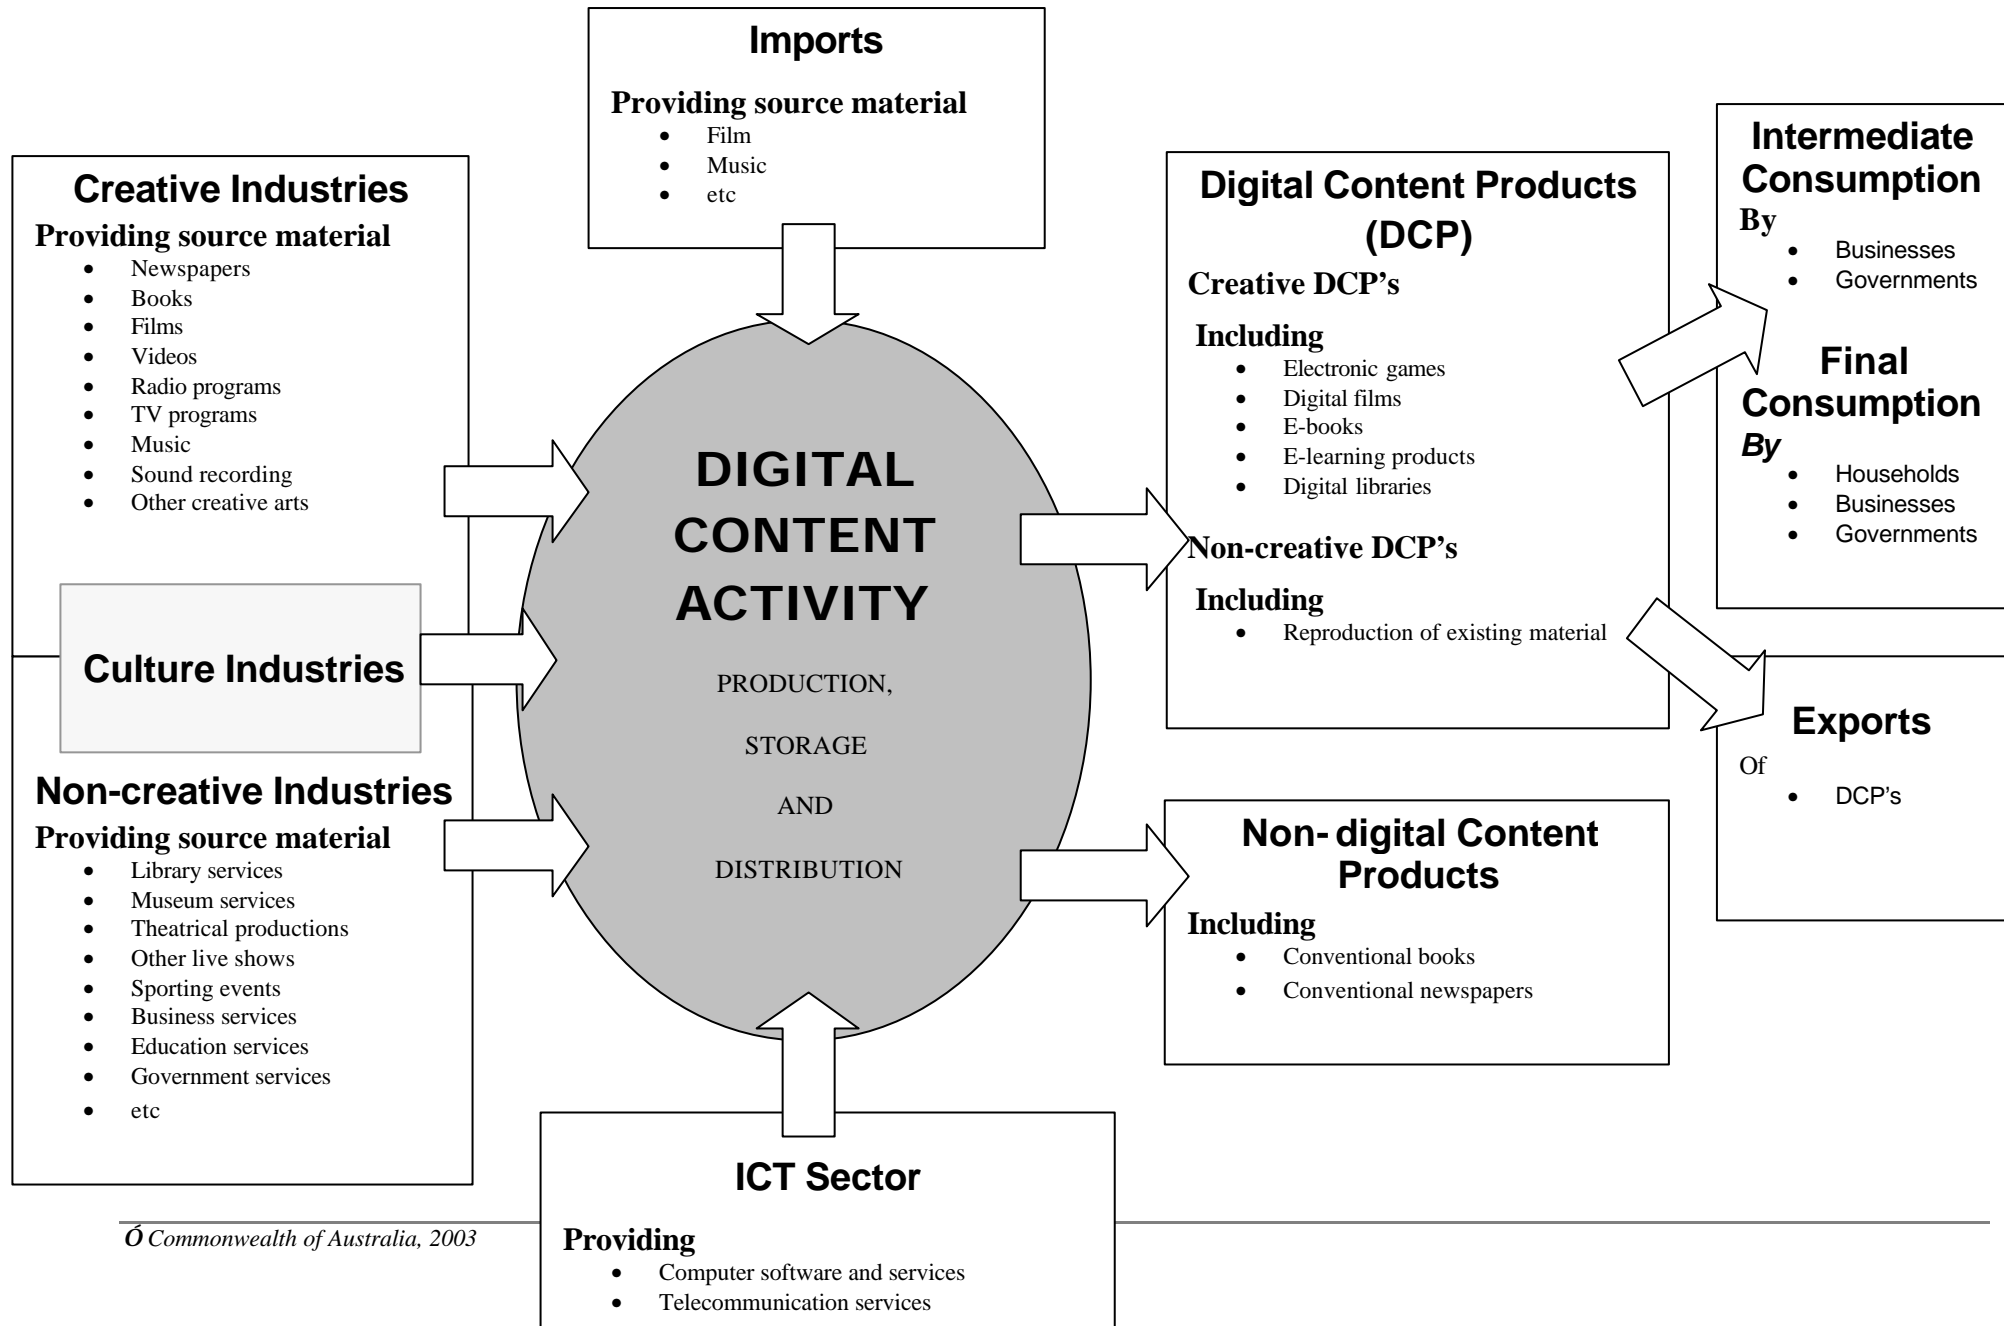 Imports
Providing source material
• Film
• Music
• etc
Creative Industries
Providing source material
• Newspapers
• Books
• Films
• Videos
• Radio programs
• TV programs
• Music
• Sound recording
• Other creative arts
Culture Industries
Non-creative Industries
Providing source material
• Library services
• Museum services
• Theatrical productions
• Other live shows
• Sporting events
• Business services
• Education services
• Government services
• etc
DIGITAL
CONTENT
ACTIVITY
PRODUCTION,
STORAGE
AND
DISTRIBUTION
Digital Content Products
(DCP)
Creative DCP's
Including
• Electronic games
• Digital films
• E-books
• E-learning products
• Digital libraries
Non-creative DCP's
Including
• Reproduction of existing material
Non-digital Content
Products
Including
• Conventional books
• Conventional newspapers
Intermediate
Consumption
By
• Businesses
• Governments
Final
Consumption
By
• Households
• Businesses
• Governments
Exports
Of
• DCP's
ICT Sector
Providing
• Computer software and services
• Telecommunication services
Ó Commonwealth of Australia, 2003